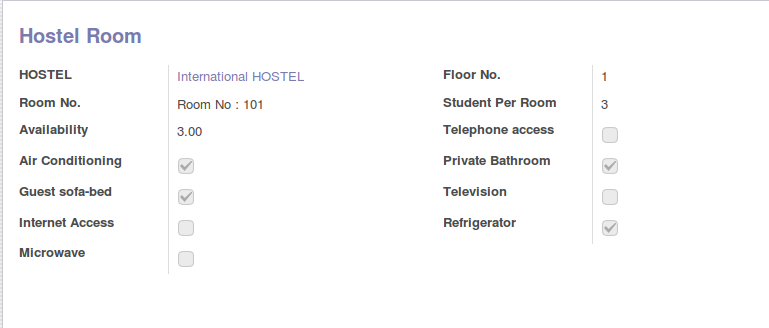 Hostel Room
HOSTEL International HOSTEL Floor No. 1
Room No. Room No : 101 Student Per Room 3
Availability 3.00 Telephone access
Air Conditioning Private Bathroom
Guest sofa-bed Television
Internet Access Refrigerator
Microwave